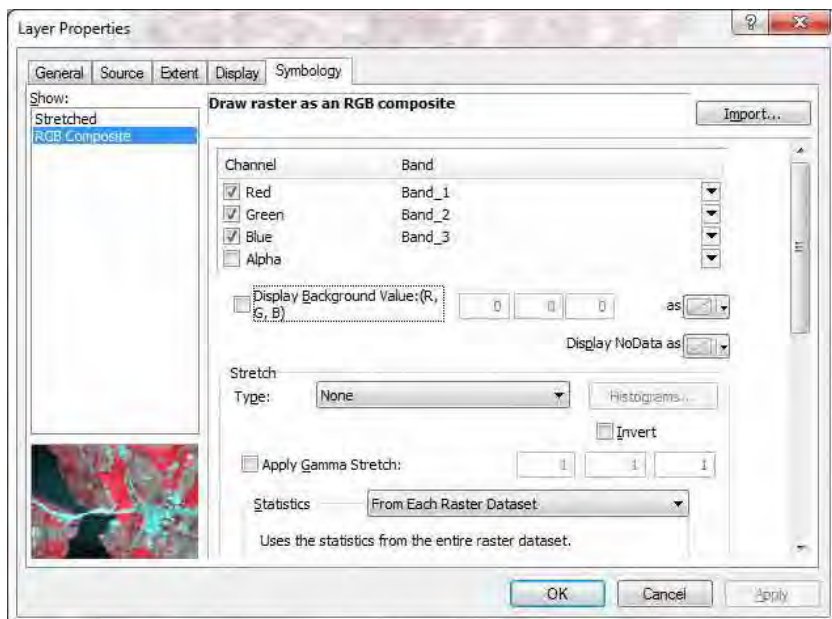 Layer Properties
General Source Extent Display Symbology
Show:
Stretched
RGB Composite
Draw raster as an RGB composite
Import...
Channel Band
Red Band_1
Green Band_2
Blue Band_3
Alpha
Display Background Value:(R, G, B) 0 0 0 as
Display NoData as
Stretch
Type: None Histograms...
Invert
Apply Gamma Stretch: 1 1 1
Statistics From Each Raster Dataset
Uses the statistics from the entire raster dataset.
OK Cancel Apply